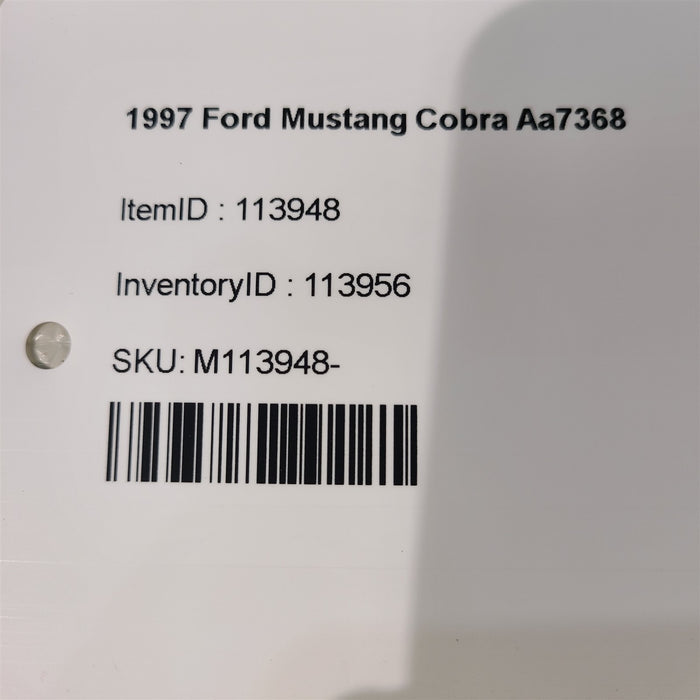 1997 Ford Mustang Cobra Aa7368
ItemID : 113948
InventoryID : 113956
SKU: M113948-